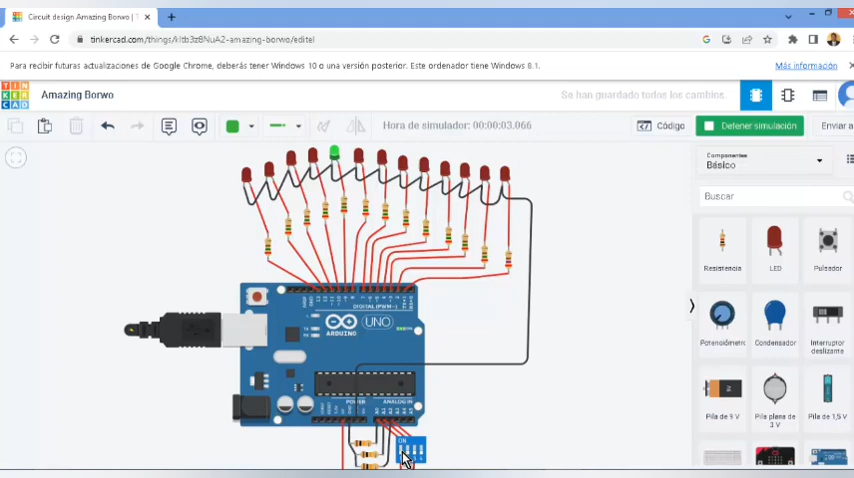 Circuit design Amazing Borwo | T
tinkercad.com/things/kItb3z8NuA2-amazing-borwo/editel
Para recibir futuras actualizaciones de Google Chrome, deberás tener Windows 10 o una versión posterior. Este ordenador tiene Windows 8.1.
Más información
TIN
KER
CAD
Amazing Borwo
Se han guardado todos los cambios.
Hora de simulador: 00:00:03.066
Código
Detener simulación
Enviar a
Componentes
Básico
Buscar
Resistencia
LED
Pulsador
DIGITAL (PWM~)
UNO
ARDUINO
Potenciómetro
Condensador
Interruptor
deslizante
POWER
ANALOG IN
ON
Pila de 9 V
Pila plana de
3 V
Pila de 1,5 V